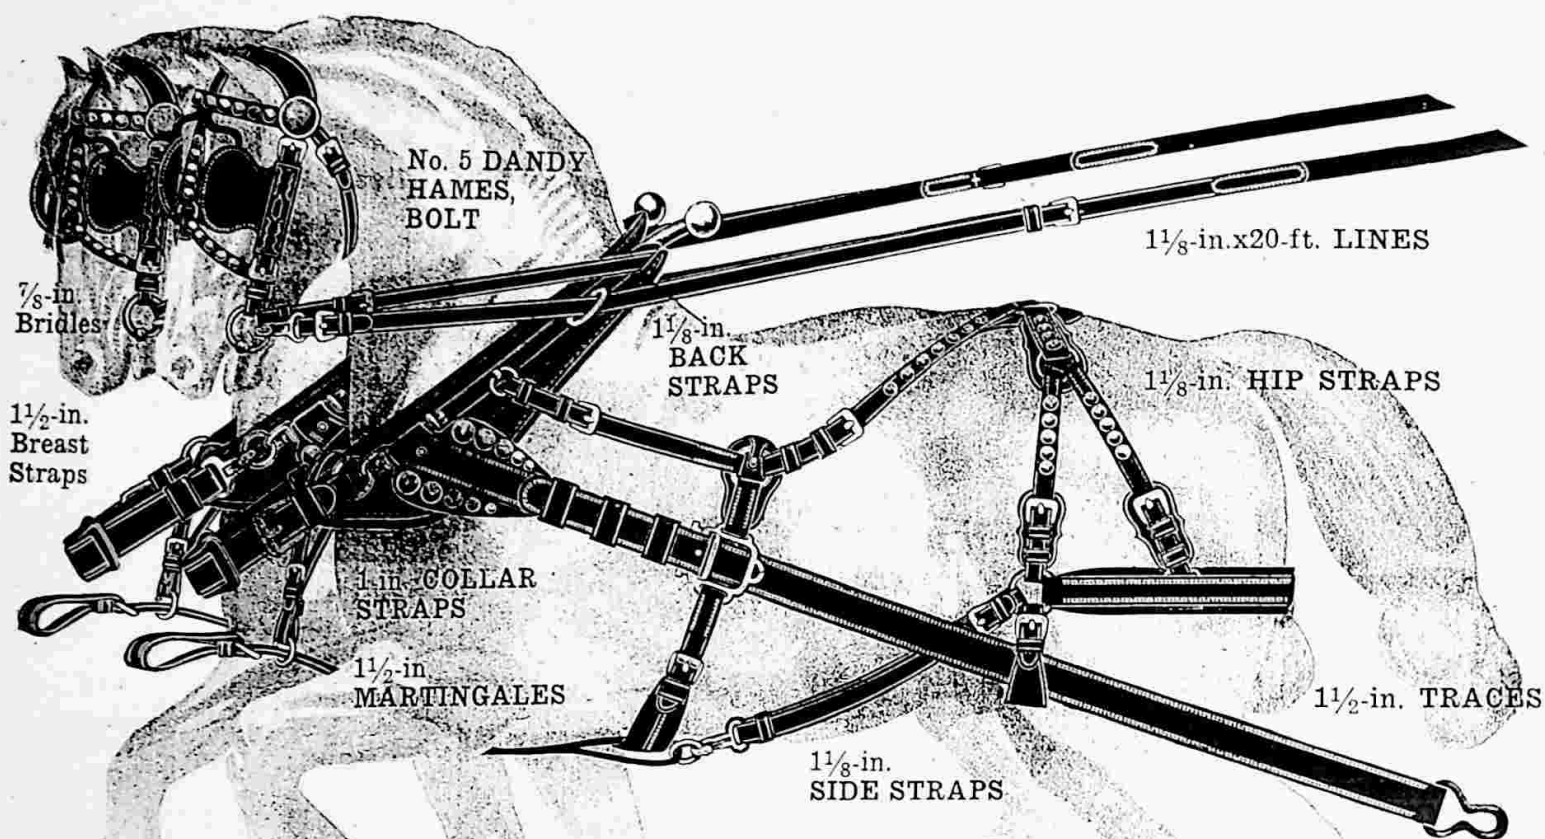 No. 5 DANDY
HAMES,
BOLT
1⅛-in.x20-ft. LINES
⅞-in
Bridles
1⅛-in.
BACK
STRAPS
1⅛-in. HIP STRAPS
1½-in.
Breast
Straps
1 in. COLLAR
STRAPS
1½-in
MARTINGALES
1½-in. TRACES
1⅛-in.
SIDE STRAPS